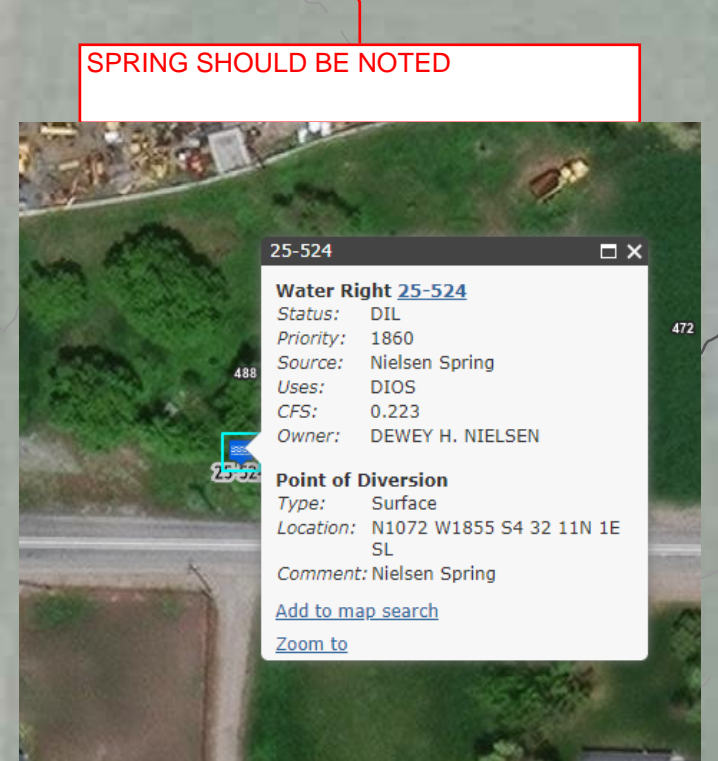 SPRING SHOULD BE NOTED
25-524
Water Right 25-524
Status: DIL
Priority: 1860
Source: Nielsen Spring
Uses: DIOS
CFS: 0.223
Owner: DEWEY H. NIELSEN
Point of Diversion
Type: Surface
Location: N1072 W1855 S4 32 11N 1E
SL
Comment: Nielsen Spring
Add to map search
Zoom to
472
488